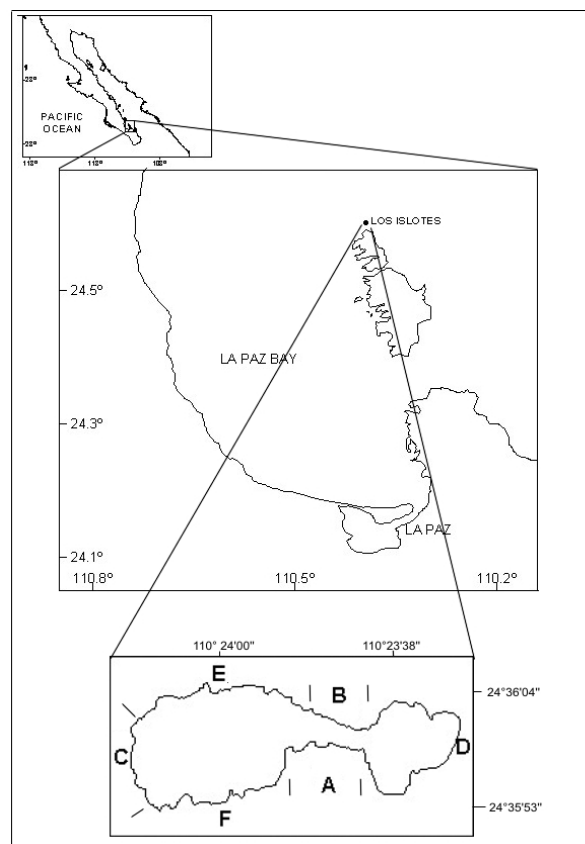 PACIFIC
OCEAN
LOS ISLOTES
24.5°
LA PAZ BAY
24.3°
LA PAZ
24.1°
110.8° 110.5° 110.2°
110° 24'00" 110°23'38"
E
B
24°36'04"
C
D
A
F
24°35'53"